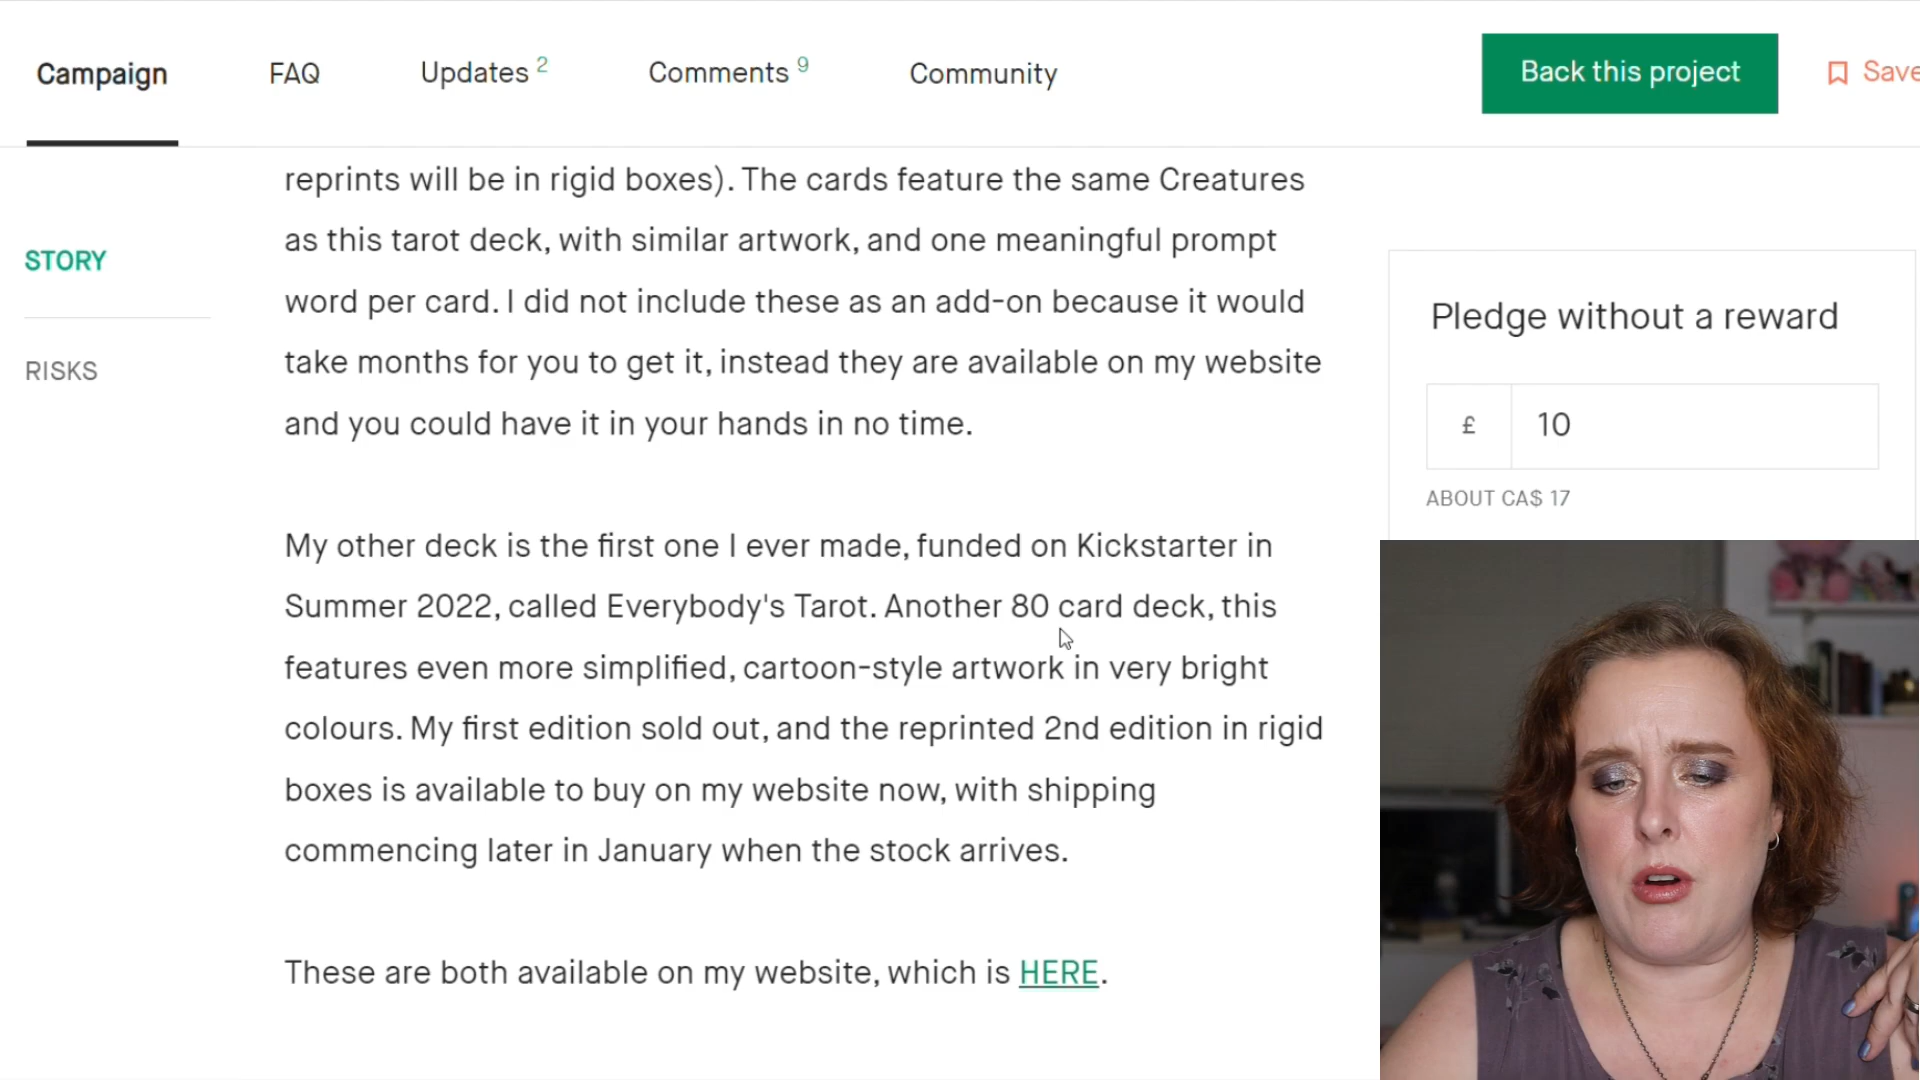 Campaign FAQ Updates 2 Comments 9 Community Back this project Save
reprints will be in rigid boxes). The cards feature the same Creatures
as this tarot deck, with similar artwork, and one meaningful prompt
word per card. I did not include these as an add-on because it would
take months for you to get it, instead they are available on my website
and you could have it in your hands in no time.
My other deck is the first one I ever made, funded on Kickstarter in
Summer 2022, called Everybody's Tarot. Another 80 card deck, this
features even more simplified, cartoon-style artwork in very bright
colours. My first edition sold out, and the reprinted 2nd edition in rigid
boxes is available to buy on my website now, with shipping
commencing later in January when the stock arrives.
These are both available on my website, which is HERE.
STORY
RISKS
Pledge without a reward
£ 10
ABOUT CA$ 17